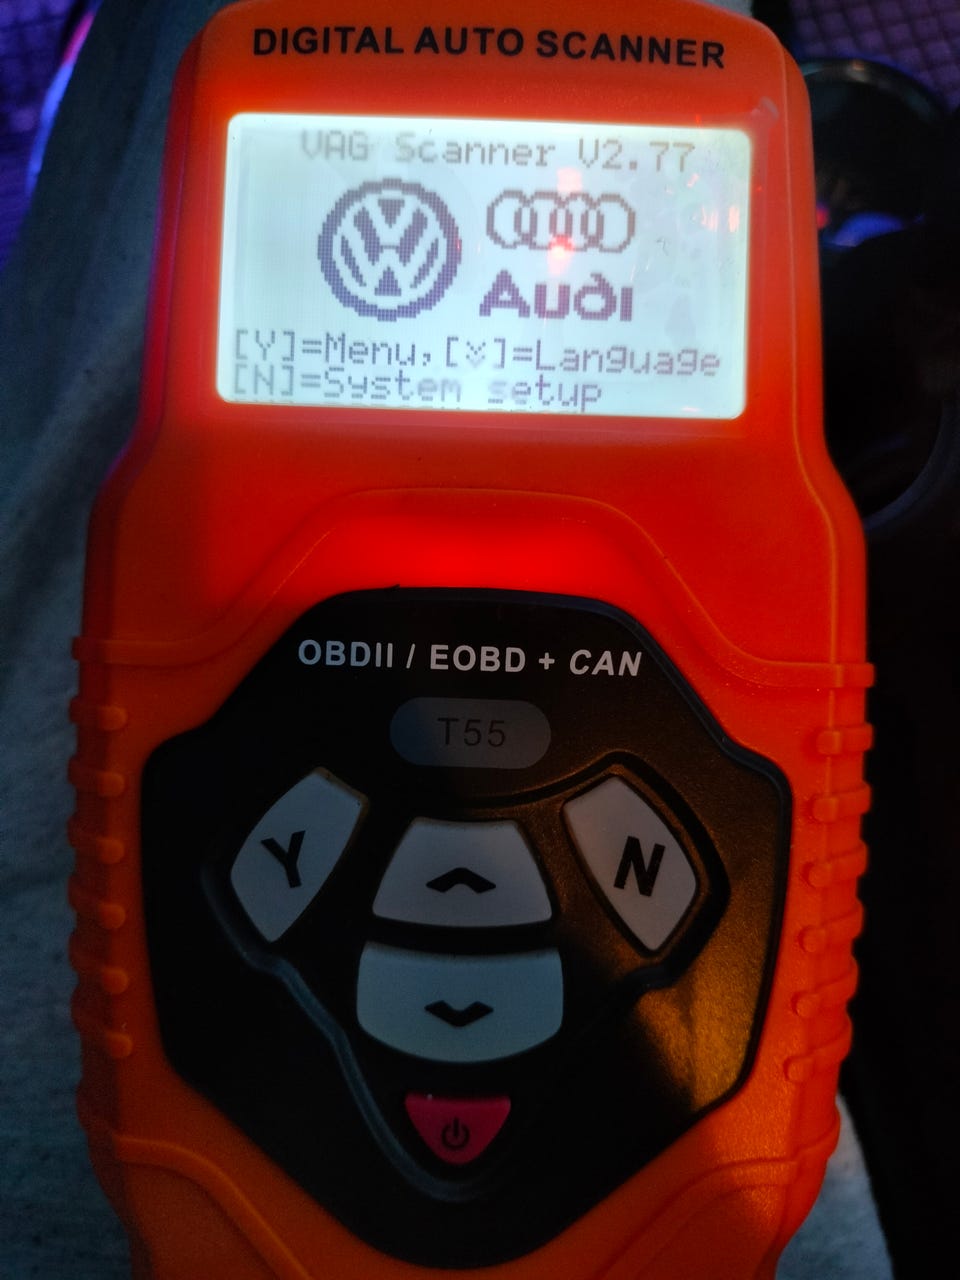 DIGITAL AUTO SCANNER
VAG Scanner V2.77
Audi
[Y]=Menu,[⌄]=Language
[N]=System setup
OBDII / EOBD + CAN
T55
Y
N